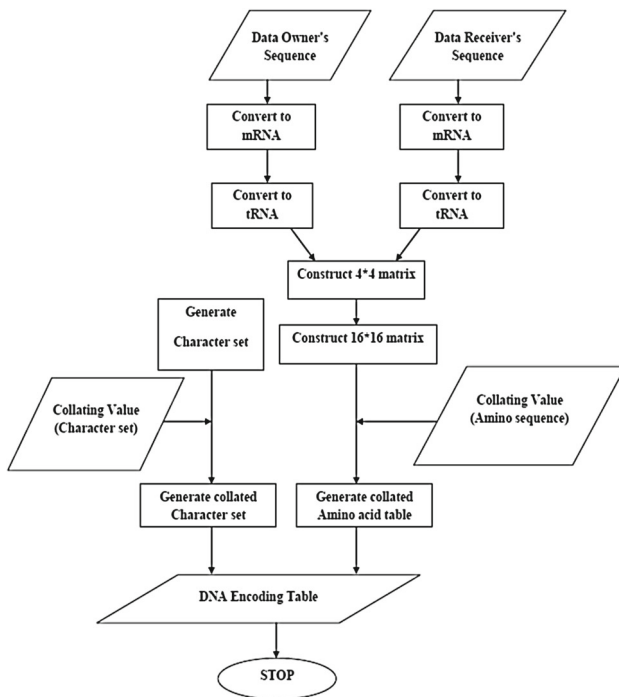 Data Owner's
Sequence
Data Receiver's
Sequence
Convert to
mRNA
Convert to
mRNA
Convert to
tRNA
Convert to
tRNA
Construct 4*4 matrix
Generate
Character set
Construct 16*16 matrix
Collating Value
(Character set)
Collating Value
(Amino sequence)
Generate collated
Character set
Generate collated
Amino acid table
DNA Encoding Table
STOP